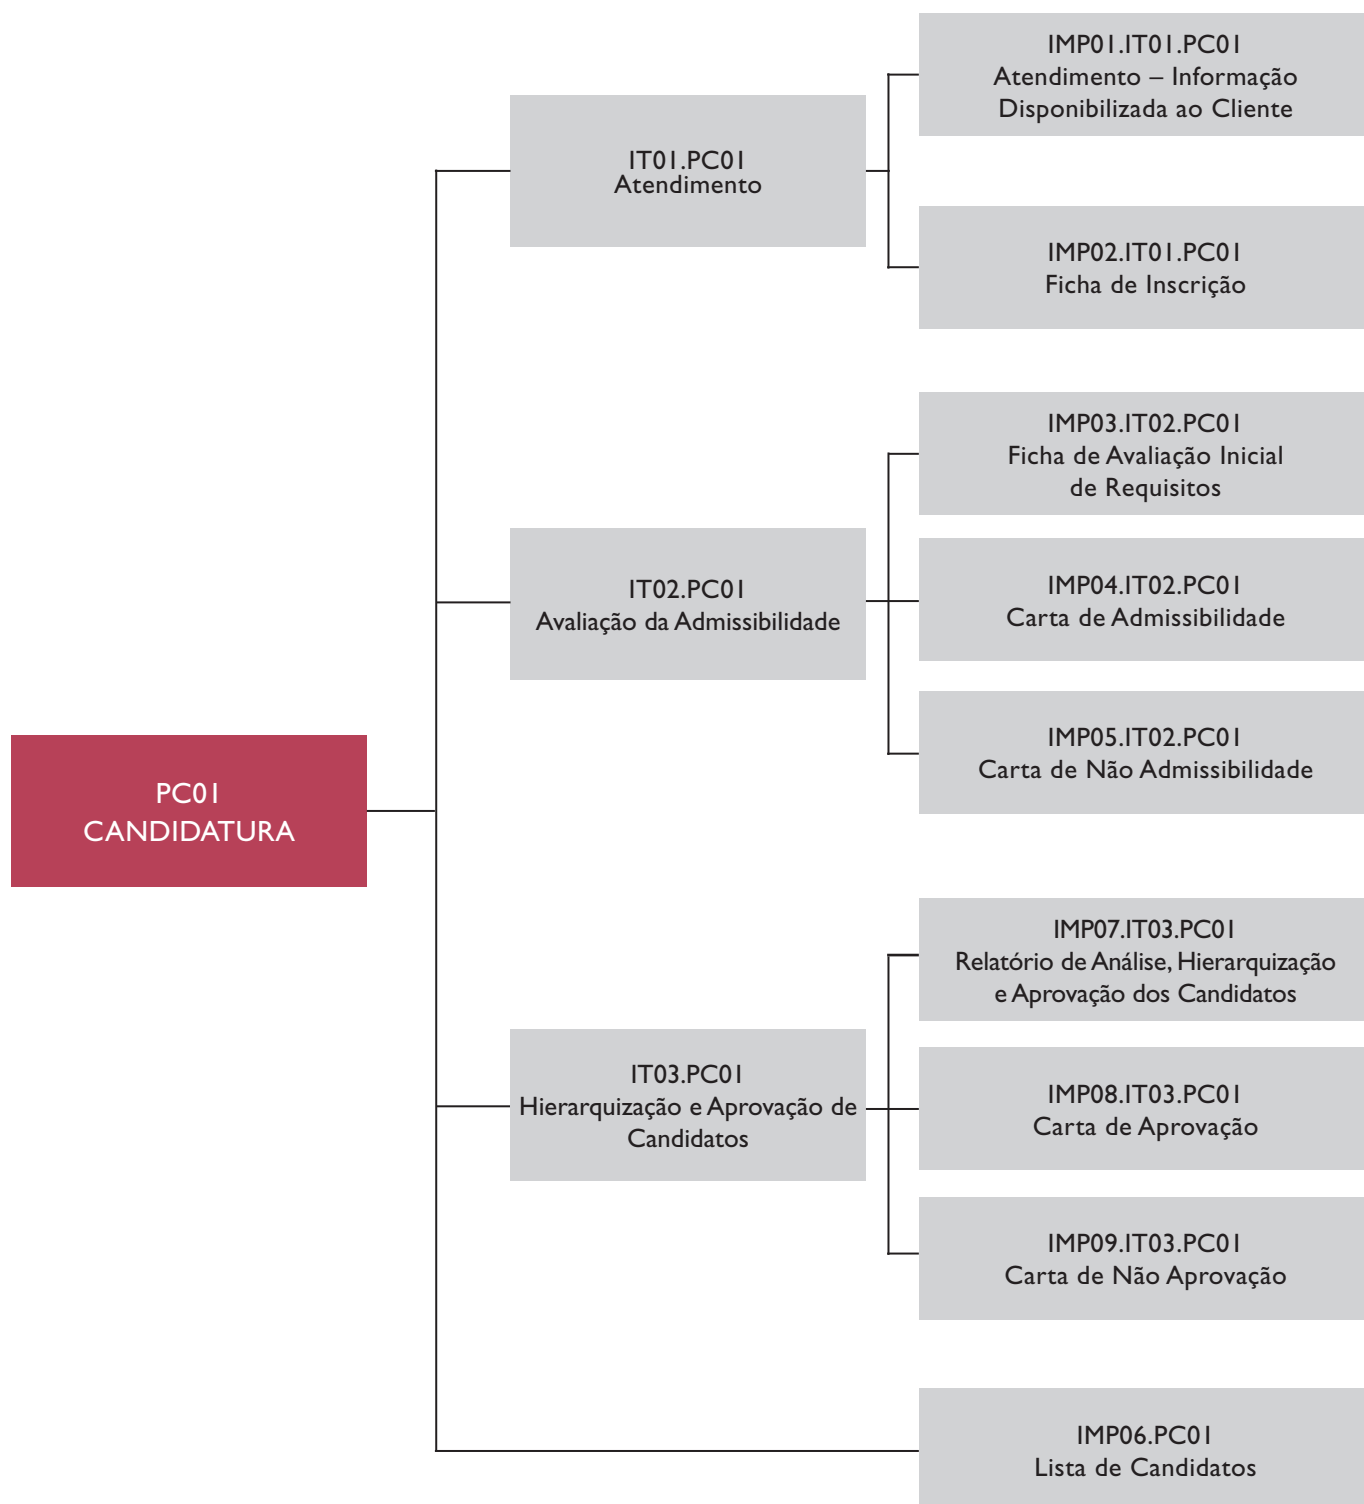 IMP01.IT01.PC01
Atendimento – Informação
Disponibilizada ao Cliente
IT01.PC01
Atendimento
IMP02.IT01.PC01
Ficha de Inscrição
IMP03.IT02.PC01
Ficha de Avaliação Inicial
de Requisitos
IT02.PC01
Avaliação da Admissibilidade
IMP04.IT02.PC01
Carta de Admissibilidade
IMP05.IT02.PC01
Carta de Não Admissibilidade
PC01
CANDIDATURA
IMP07.IT03.PC01
Relatório de Análise, Hierarquização
e Aprovação dos Candidatos
IT03.PC01
Hierarquização e Aprovação de
Candidatos
IMP08.IT03.PC01
Carta de Aprovação
IMP09.IT03.PC01
Carta de Não Aprovação
IMP06.PC01
Lista de Candidatos